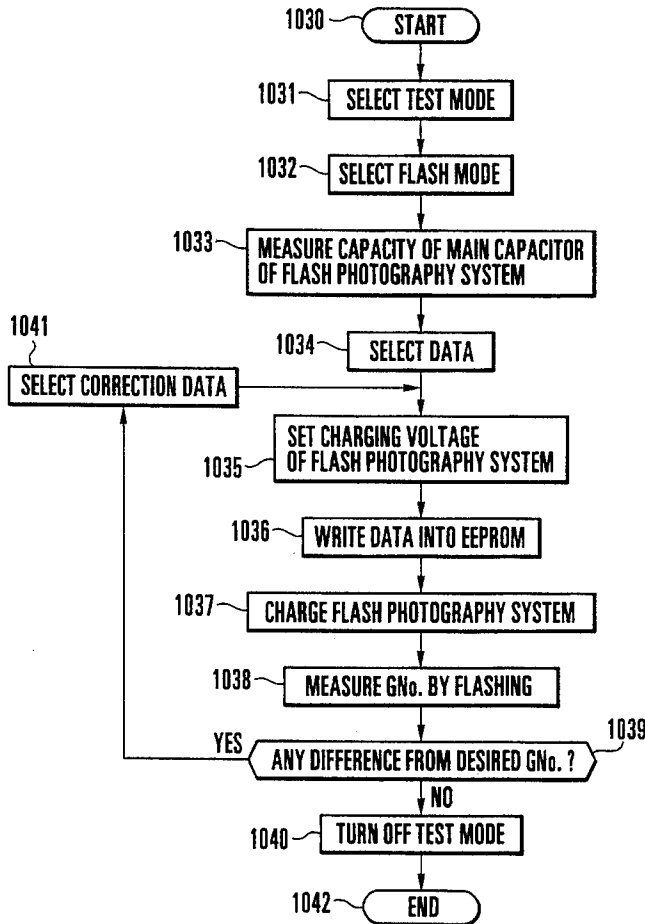 1030
START
1031
SELECT TEST MODE
1032
SELECT FLASH MODE
1033
MEASURE CAPACITY OF MAIN CAPACITOR
OF FLASH PHOTOGRAPHY SYSTEM
1034
SELECT DATA
1041
SELECT CORRECTION DATA
SET CHARGING VOLTAGE
OF FLASH PHOTOGRAPHY SYSTEM
1035
1036
WRITE DATA INTO EEPROM
1037
CHARGE FLASH PHOTOGRAPHY SYSTEM
1038
MEASURE GNo. BY FLASHING
1039
YES
ANY DIFFERENCE FROM DESIRED GNo. ?
NO
1040
TURN OFF TEST MODE
1042
END